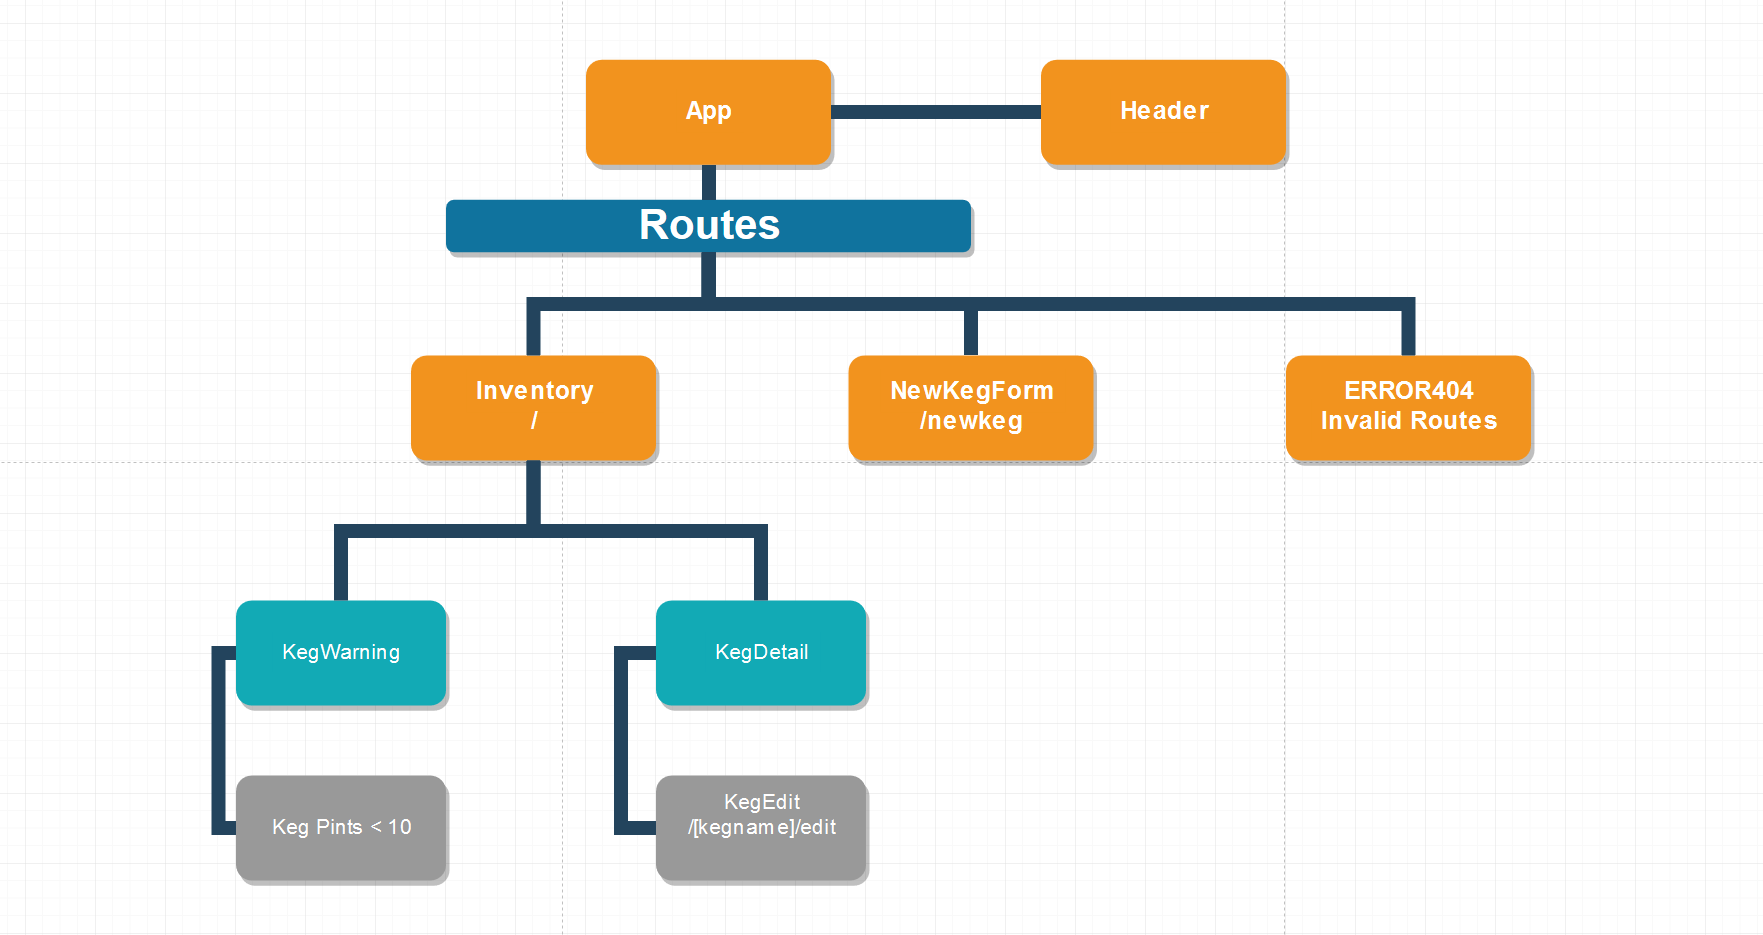 App
Header
Routes
Inventory
/
NewKegForm
/newkeg
ERROR404
Invalid Routes
KegWarning
KegDetail
Keg Pints < 10
KegEdit
/[kegname]/edit